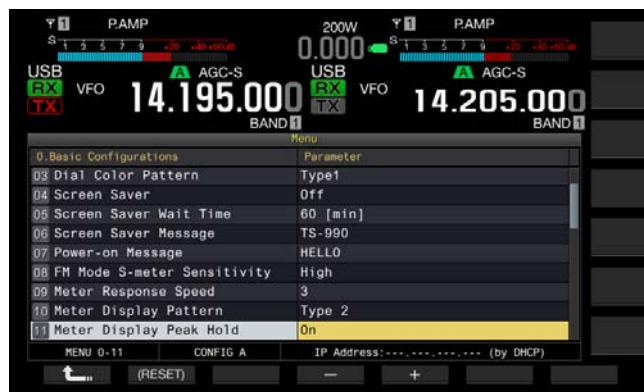 1 P.AMP 200W 1 P.AMP
S 1 3 5 7 9 +20 +40 +60dB 0.000 S 1 3 5 7 9 +20 +40 +60dB
USB A AGC-S USB A AGC-S
RX VFO 14.195.000 RX VFO 14.205.000
TX TX
BAND 1 BAND 1
Menu
0.Basic Configurations Parameter
03 Dial Color Pattern Type1
04 Screen Saver Off
05 Screen Saver Wait Time 60 [min]
06 Screen Saver Message TS-990
07 Power-on Message HELLO
08 FM Mode S-meter Sensitivity High
09 Meter Response Speed 3
10 Meter Display Pattern Type 2
11 Meter Display Peak Hold On
MENU 0-11 CONFIG A IP Address:---.---.---.--- (by DHCP)
(RESET) − +